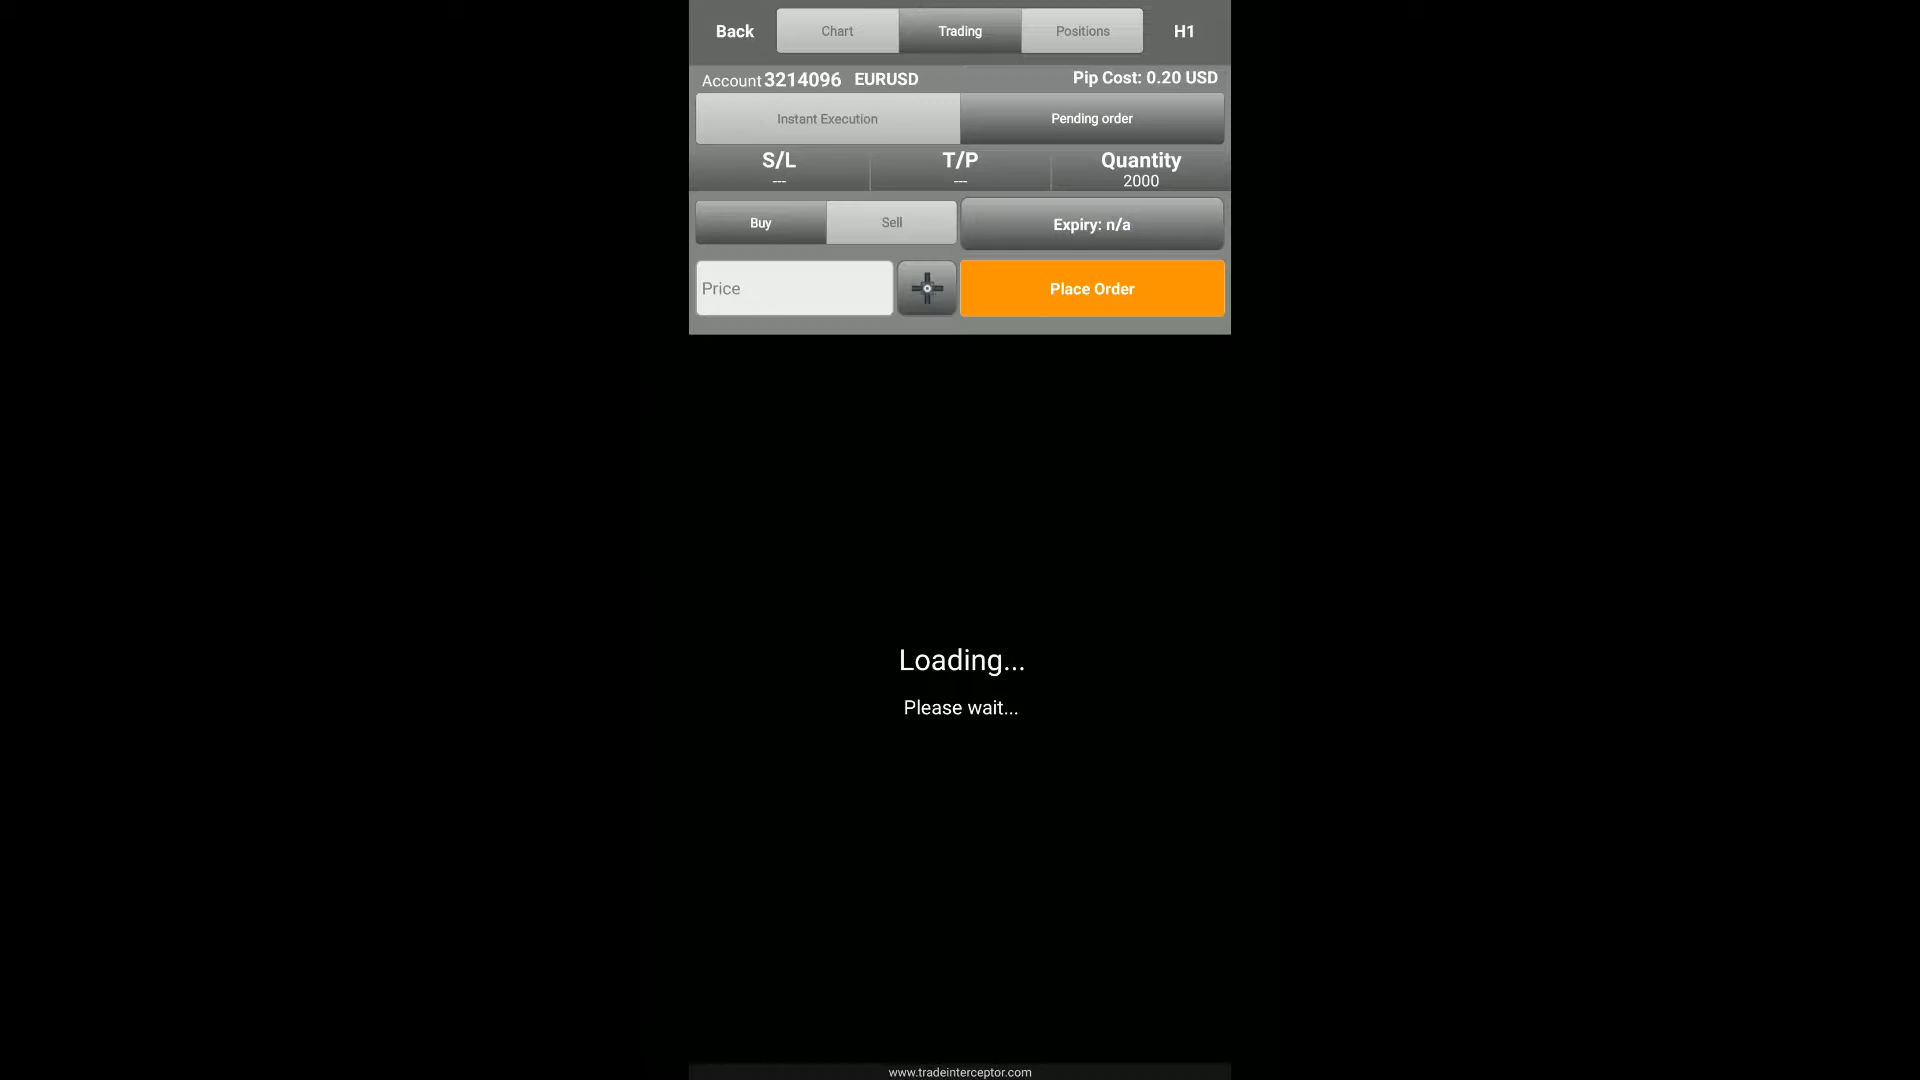 Back Chart Trading Positions H1
Account 3214096 EURUSD Pip Cost: 0.20 USD
Instant Execution Pending order
S/L T/P Quantity
--- --- 2000
Buy Sell Expiry: n/a
Price Place Order
Loading...
Please wait...
www.tradeinterceptor.com